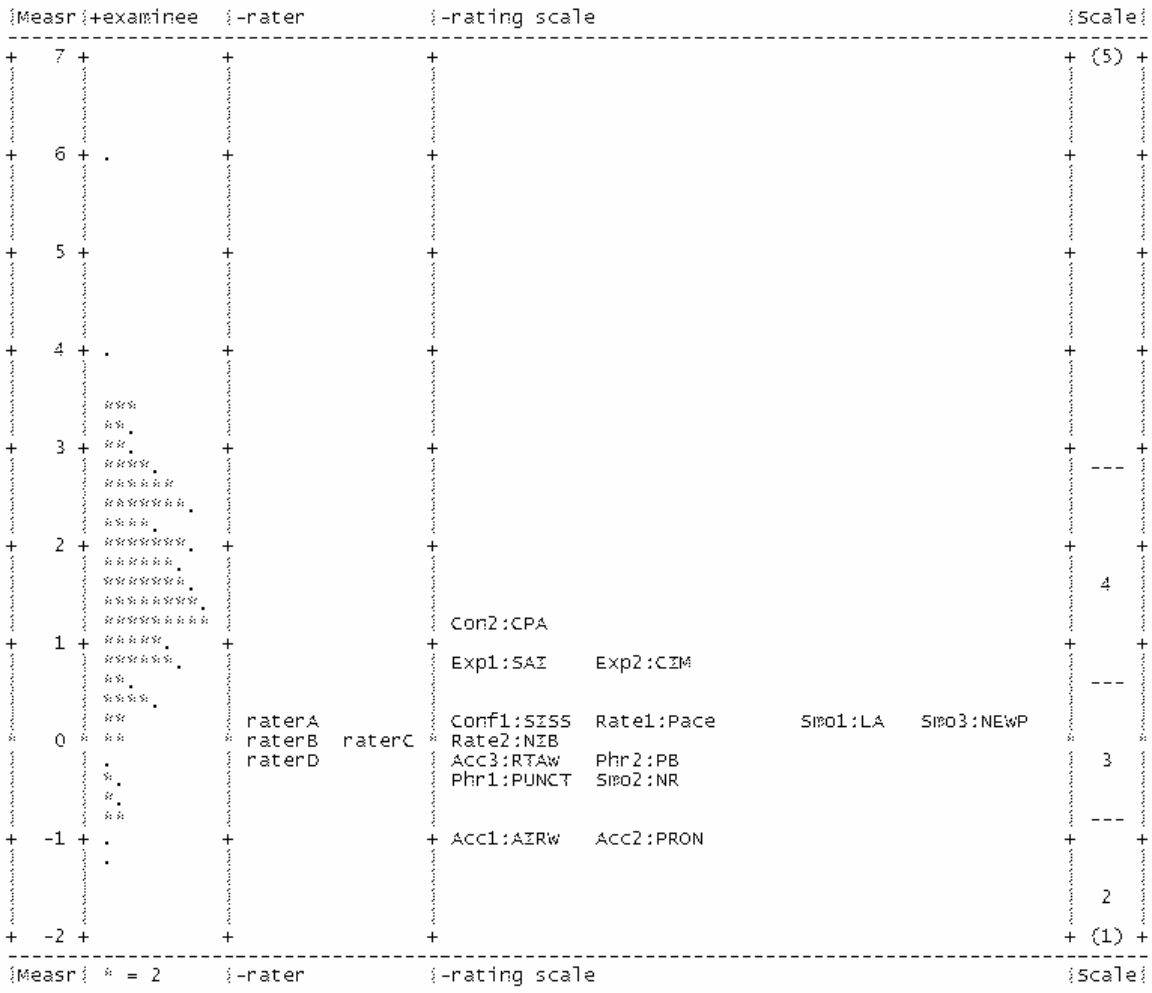 |Measr|+examinee |-rater |-rating scale |Scale|
+ 7 + + + + (5) +
+ 6 + . + + + +
+ 5 + + + + +
+ 4 + . + + + +
***
**.
+ 3 + **. + + + +
****. ---
******
*******.
****.
+ 2 + *******. + + + +
******.
*******. 4
********.
********* Con2:CPA
+ 1 + *****. + + + +
******. Exp1:SAI Exp2:CIM
**. ---
****.
** raterA Conf1:SISS Rate1:Pace Smo1:LA Smo3:NEWP
* 0 * ** * raterB raterC * Rate2:NIB * *
. raterD Acc3:RTAW Phr2:PB 3
*. Phr1:PUNCT Smo2:NR
*.
** ---
+ -1 + . + + Acc1:AIRW Acc2:PRON + +
.
2
+ -2 + + + + (1) +
|Measr| * = 2 |-rater |-rating scale |Scale|